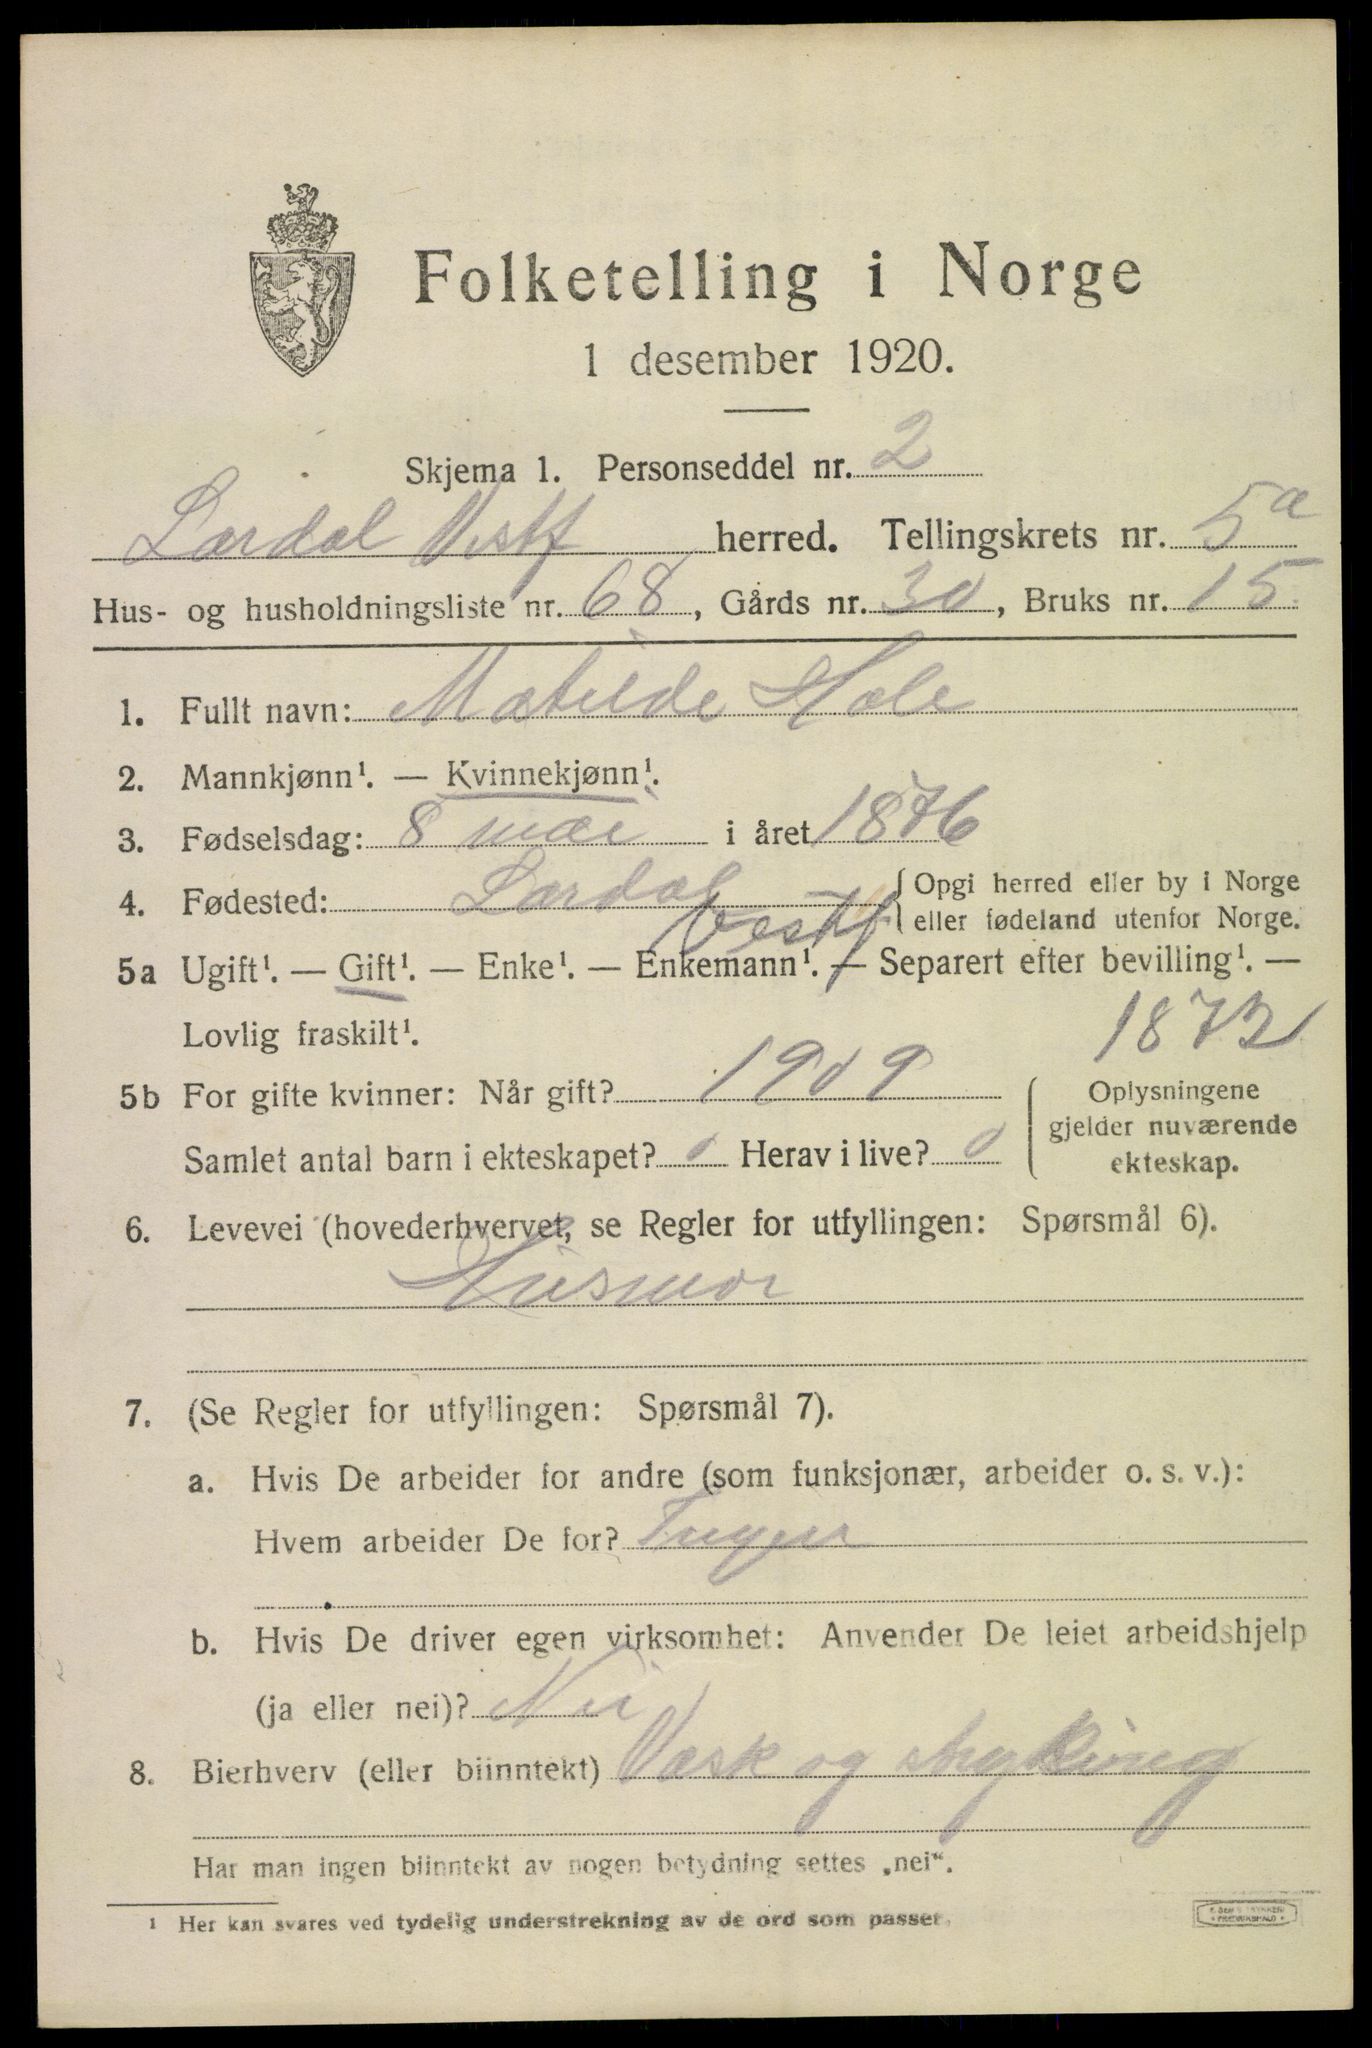 Folketelling i Norge
1 desember 1920.
Skjema 1. Personseddel nr. 2
Lardal Vestf herred. Tellingskrets nr. 5a
Hus- og husholdningsliste nr. 68, Gårds nr. 30, Bruks nr. 15
1. Fullt navn: Matilde Hole
2. Mannkjønn¹. — Kvinnekjønn¹.
3. Fødselsdag: 8 mai i året 1876
4. Fødested: Lardal { Opgi herred eller by i Norge
Vestf eller fødeland utenfor Norge.
5a Ugift¹. — Gift¹. — Enke¹. — Enkemann¹. — Separert efter bevilling¹. —
Lovlig fraskilt¹. 1873
5b For gifte kvinner: Når gift? 1909 Oplysningene
gjelder nuværende
Samlet antal barn i ekteskapet? 0 Herav i live? 0 ekteskap.
6. Levevei (hovederhvervet, se Regler for utfyllingen: Spørsmål 6).
Husmor
7. (Se Regler for utfyllingen: Spørsmål 7).
a. Hvis De arbeider for andre (som funksjonær, arbeider o. s. v.):
Hvem arbeider De for? Ingen
b. Hvis De driver egen virksomhet: Anvender De leiet arbeidshjelp
(ja eller nei)? Nei
8. Bierhverv (eller biinntekt) Vask og strykning
Har man ingen biinntekt av nogen betydning settes „nei“.
¹ Her kan svares ved tydelig understrekning av de ord som passer.